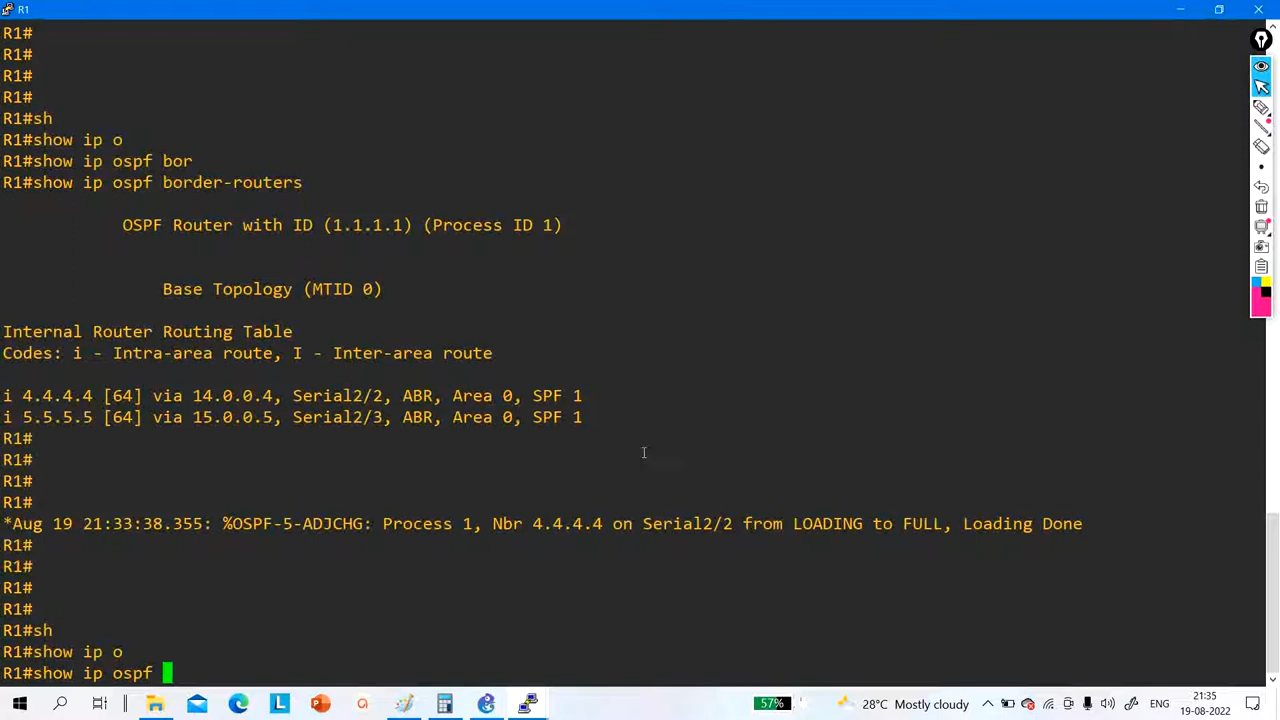 R1
R1#
R1#
R1#
R1#
R1#sh
R1#show ip o
R1#show ip ospf bor
R1#show ip ospf border-routers
OSPF Router with ID (1.1.1.1) (Process ID 1)
Base Topology (MTID 0)
Internal Router Routing Table
Codes: i - Intra-area route, I - Inter-area route
i 4.4.4.4 [64] via 14.0.0.4, Serial2/2, ABR, Area 0, SPF 1
i 5.5.5.5 [64] via 15.0.0.5, Serial2/3, ABR, Area 0, SPF 1
R1#
R1#
R1#
R1#
*Aug 19 21:33:38.355: %OSPF-5-ADJCHG: Process 1, Nbr 4.4.4.4 on Serial2/2 from LOADING to FULL, Loading Done
R1#
R1#
R1#
R1#
R1#sh
R1#show ip o
R1#show ip ospf
57% 28°C Mostly cloudy ENG 21:35
19-08-2022